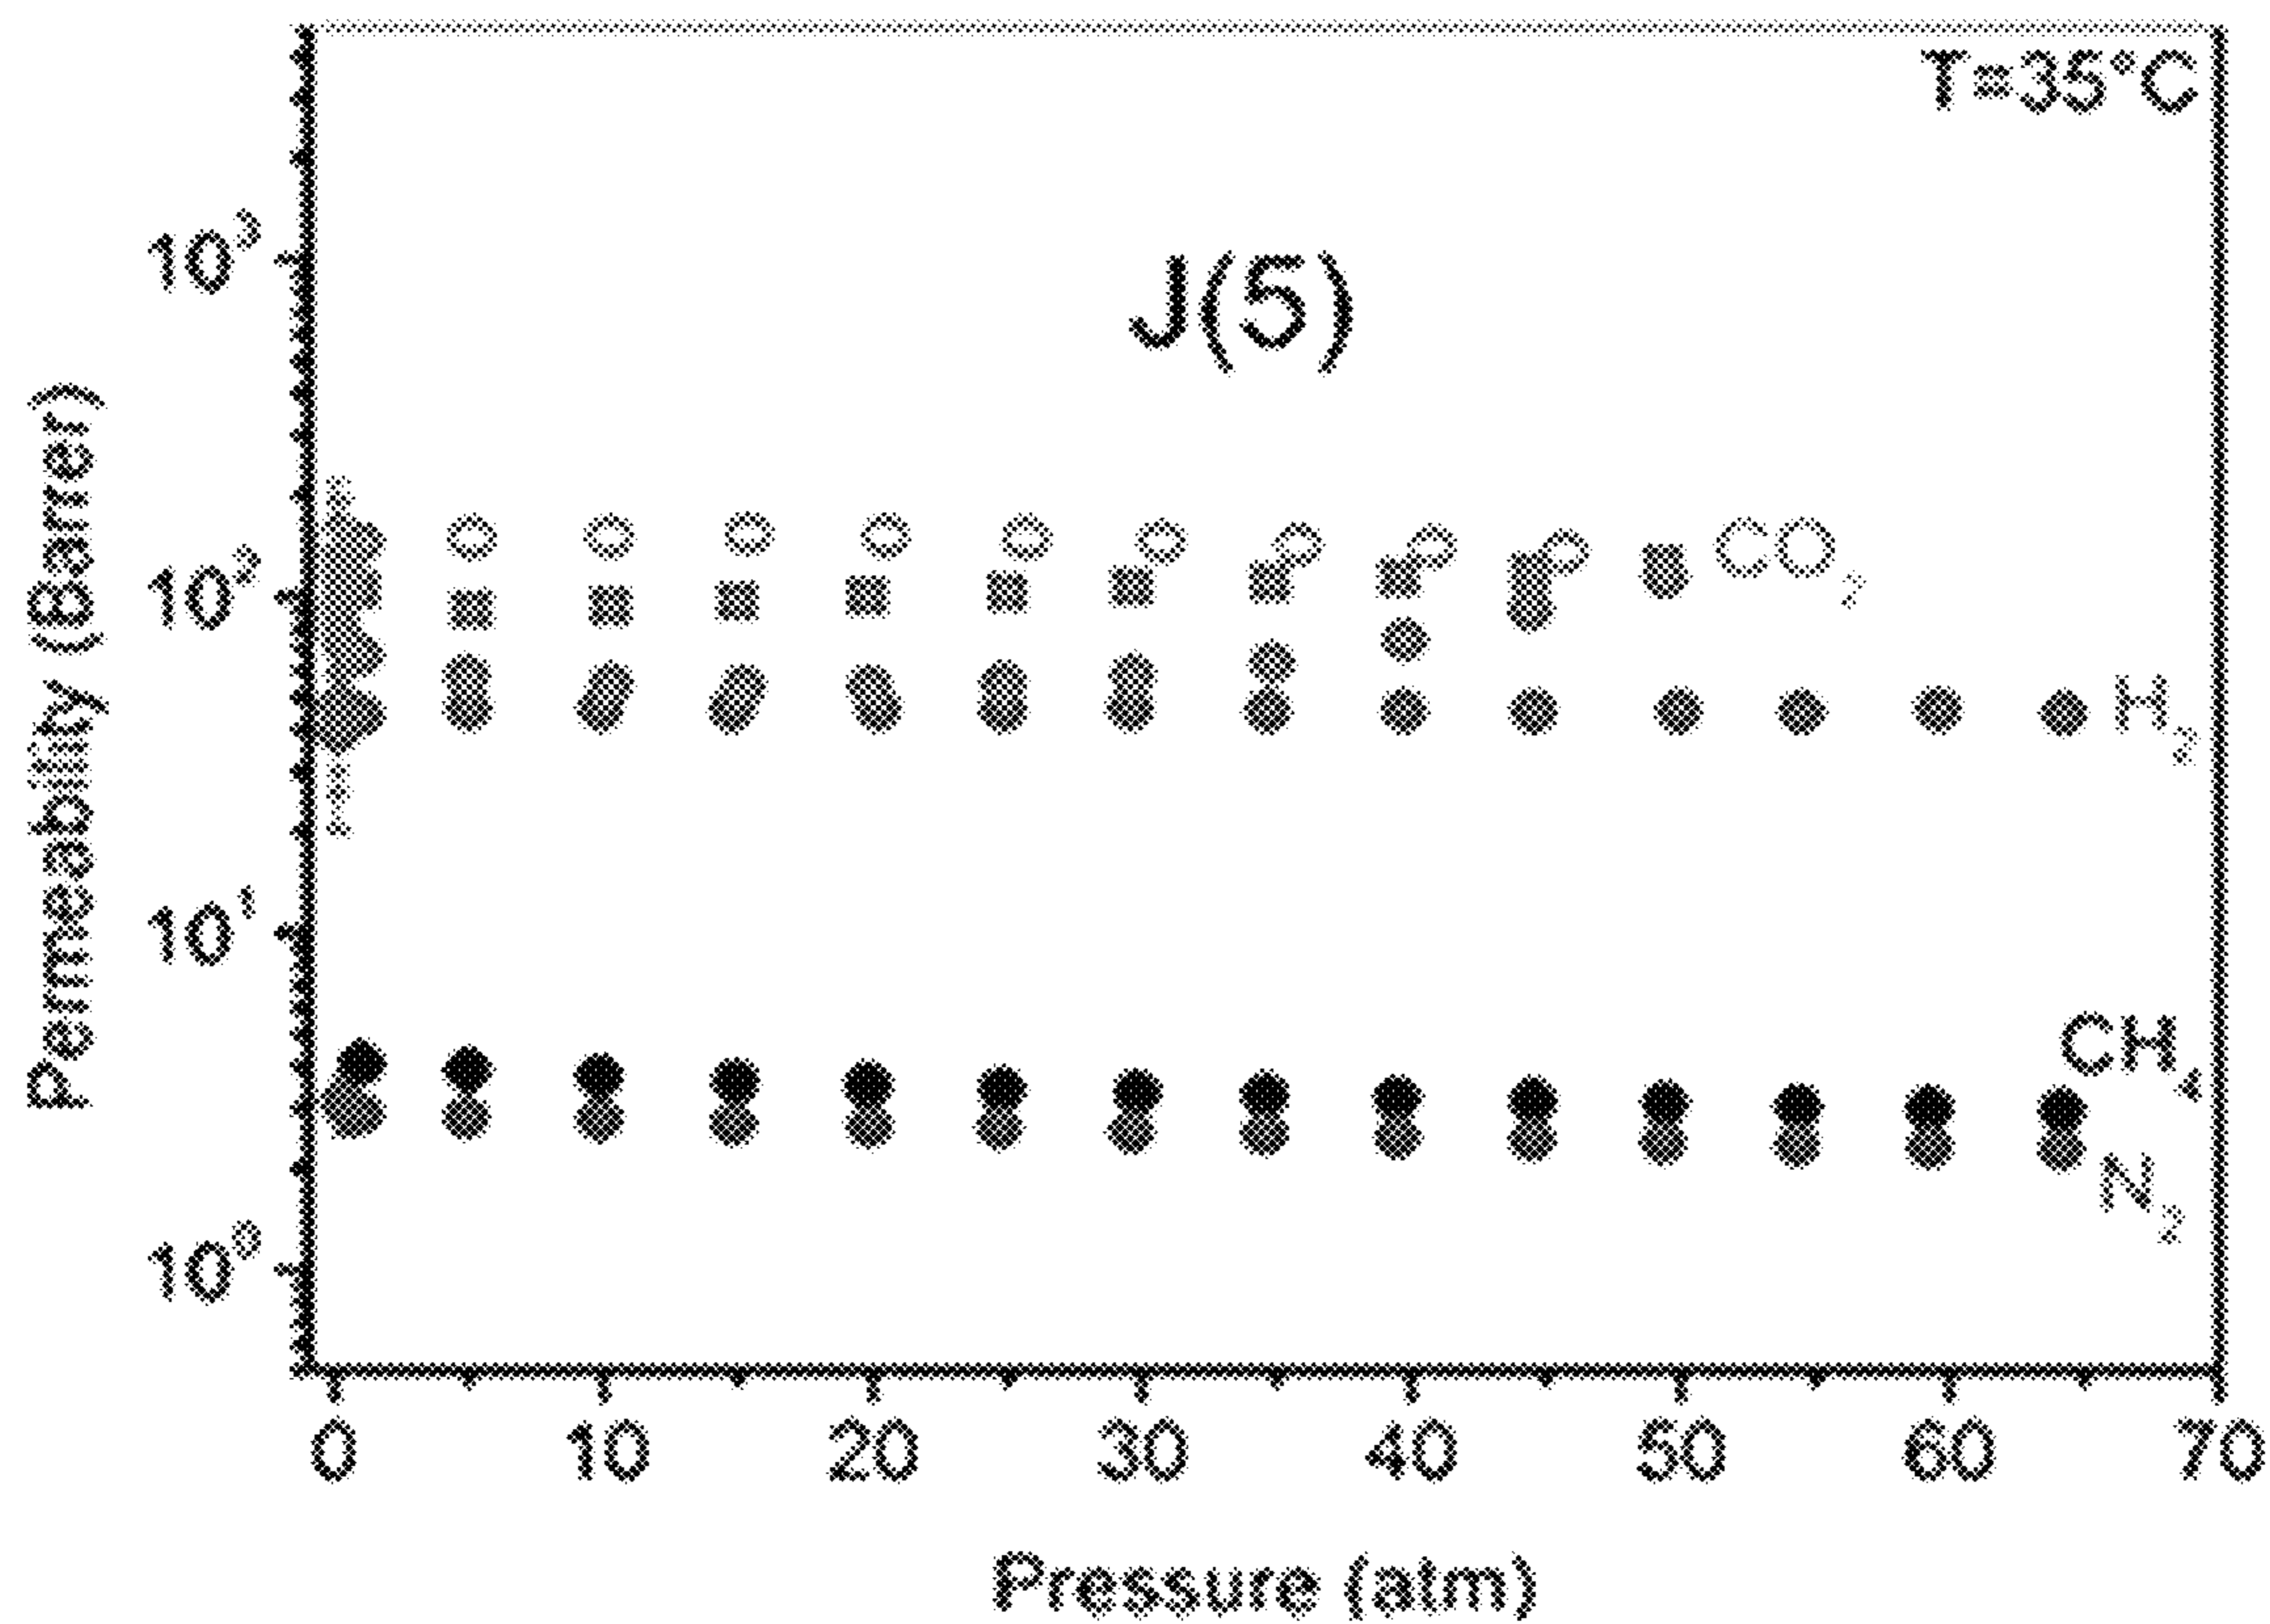 T=35°C
10³
J(5)
Permeability (Barrer)
10²
CO₂
H₂
10¹
CH₄
N₂
10⁰
0 10 20 30 40 50 60 70
Pressure (atm)